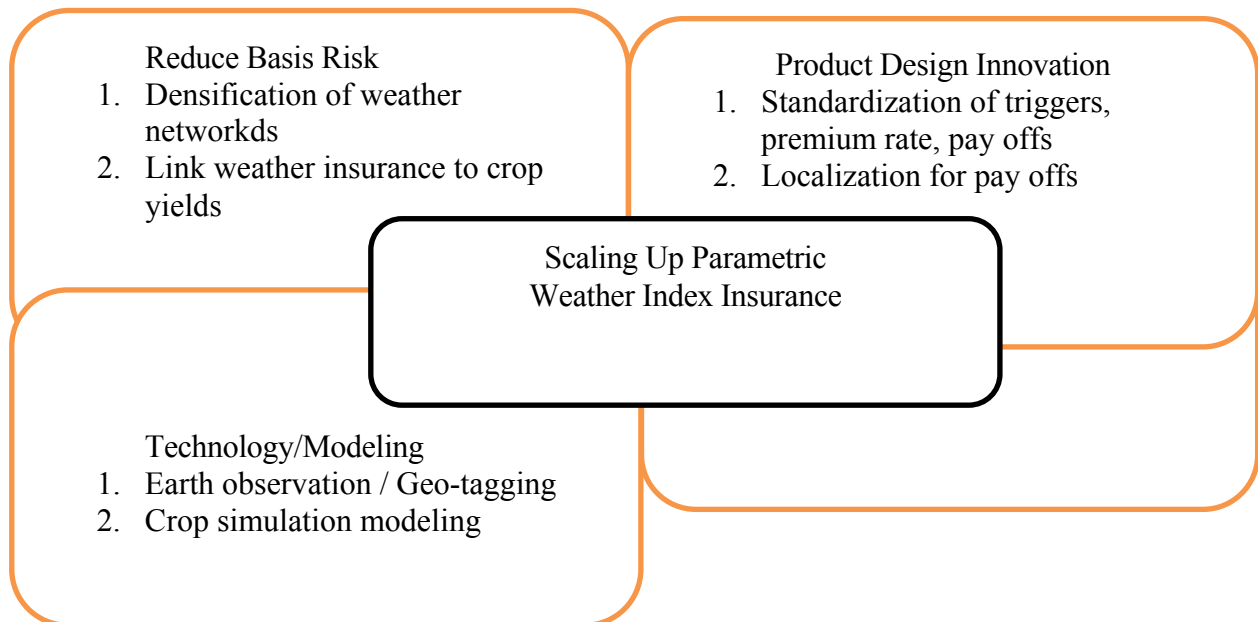 Reduce Basis Risk
1. Densification of weather
networkds
2. Link weather insurance to crop
yields
Product Design Innovation
1. Standardization of triggers,
premium rate, pay offs
2. Localization for pay offs
Scaling Up Parametric
Weather Index Insurance
Technology/Modeling
1. Earth observation / Geo-tagging
2. Crop simulation modeling